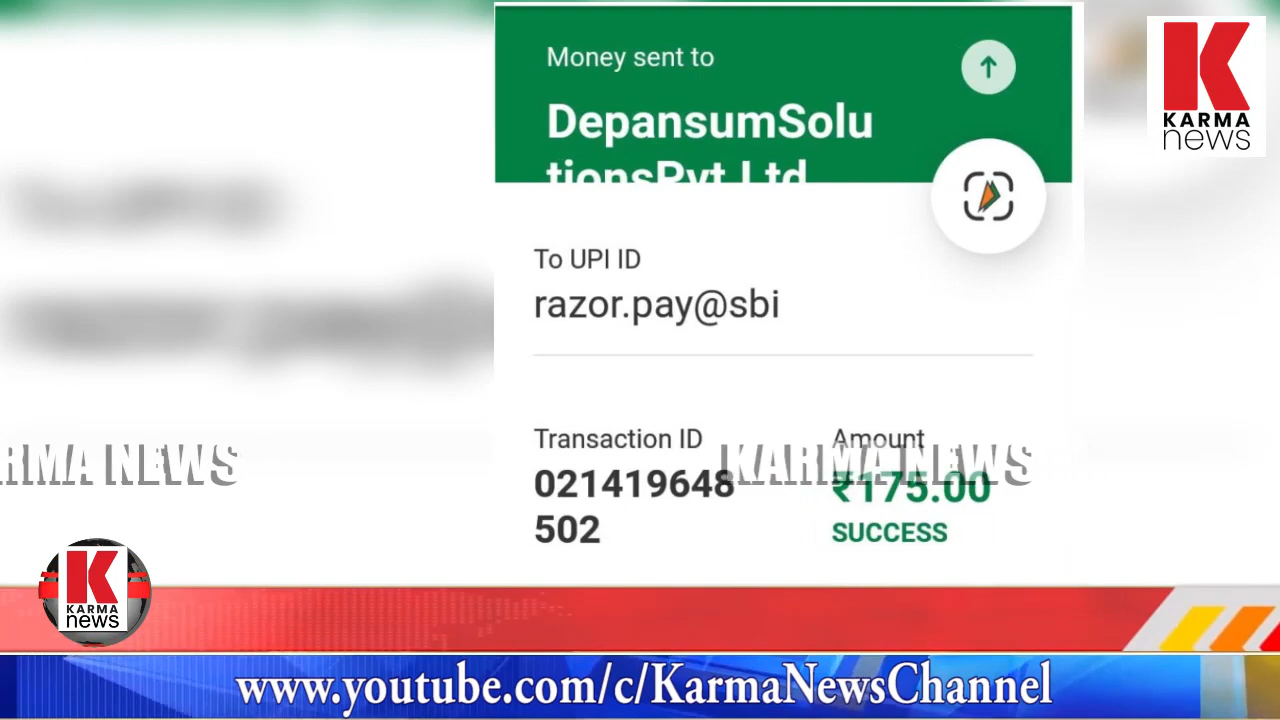 Money sent to
DepansumSolu
tionsPvt Ltd
KARMA
news
To UPI ID
razor.pay@sbi
Transaction ID
Amount
021419648
502
₹175.00
SUCCESS
RMA NEWS
KARMA NEWS
KARMA
news
www.youtube.com/c/KarmaNewsChannel